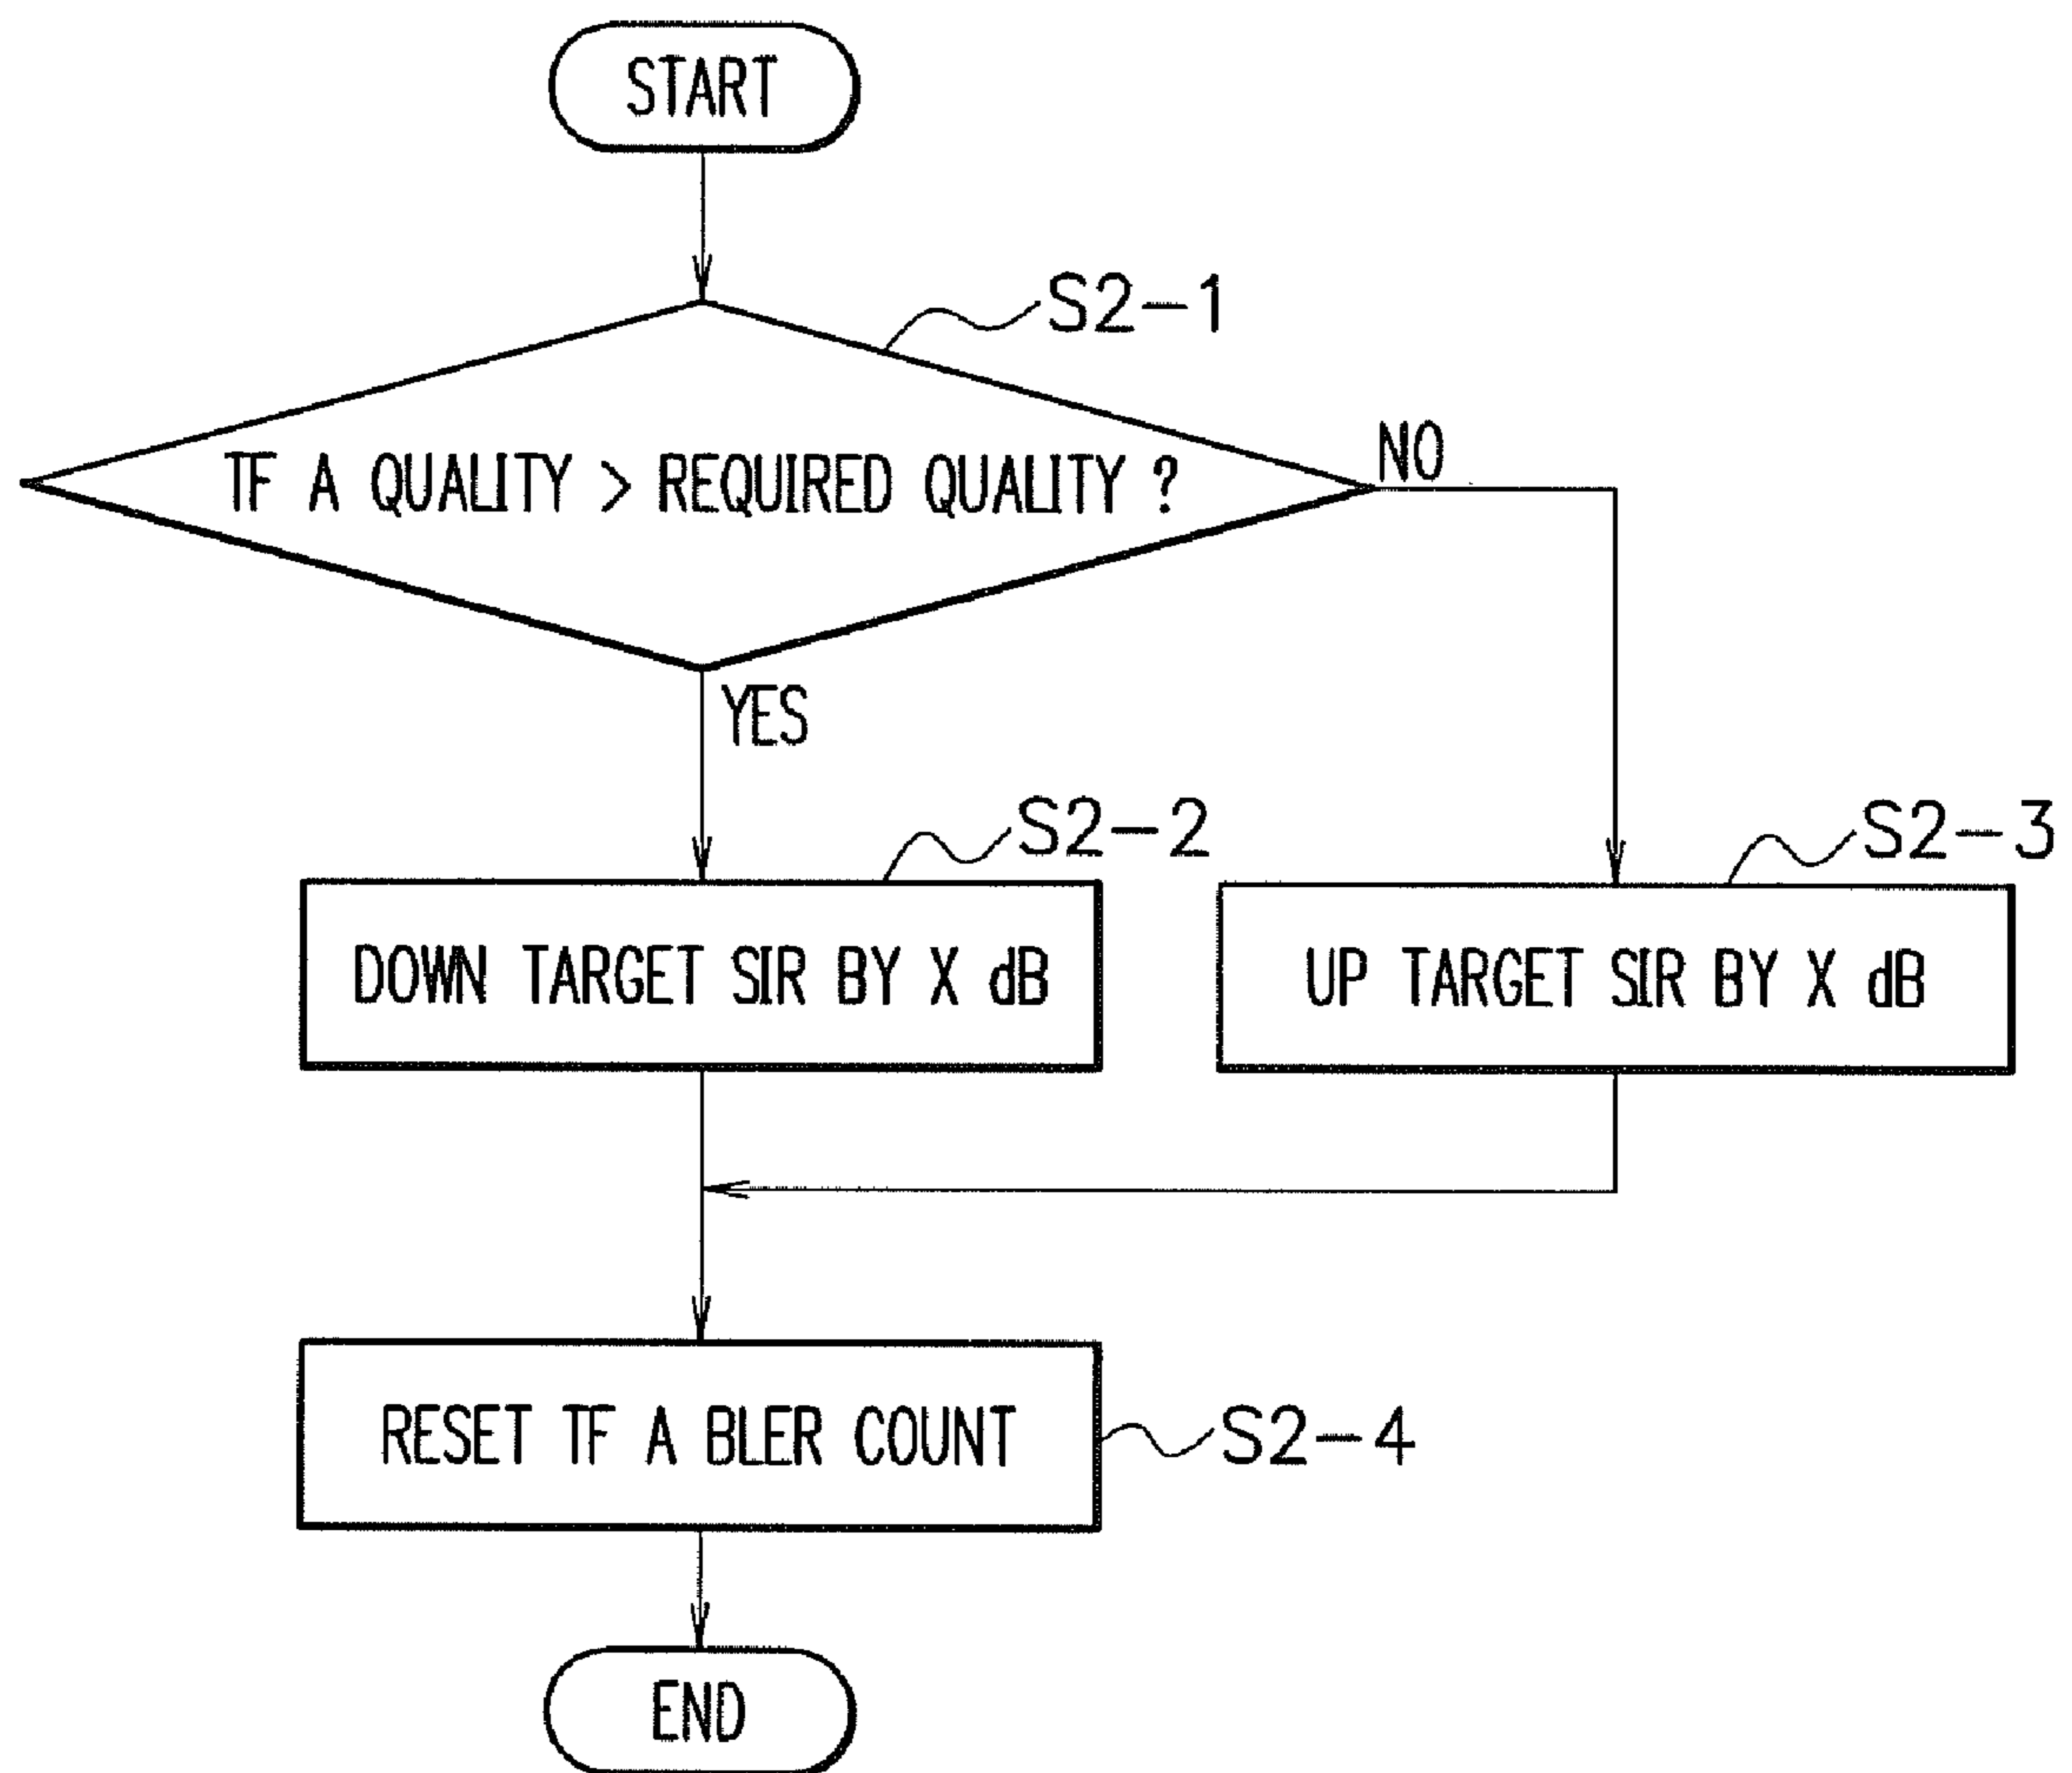 START
S2-1
TF A QUALITY > REQUIRED QUALITY ?
NO
YES
S2-2
S2-3
DOWN TARGET SIR BY X dB
UP TARGET SIR BY X dB
RESET TF A BLER COUNT
S2-4
END